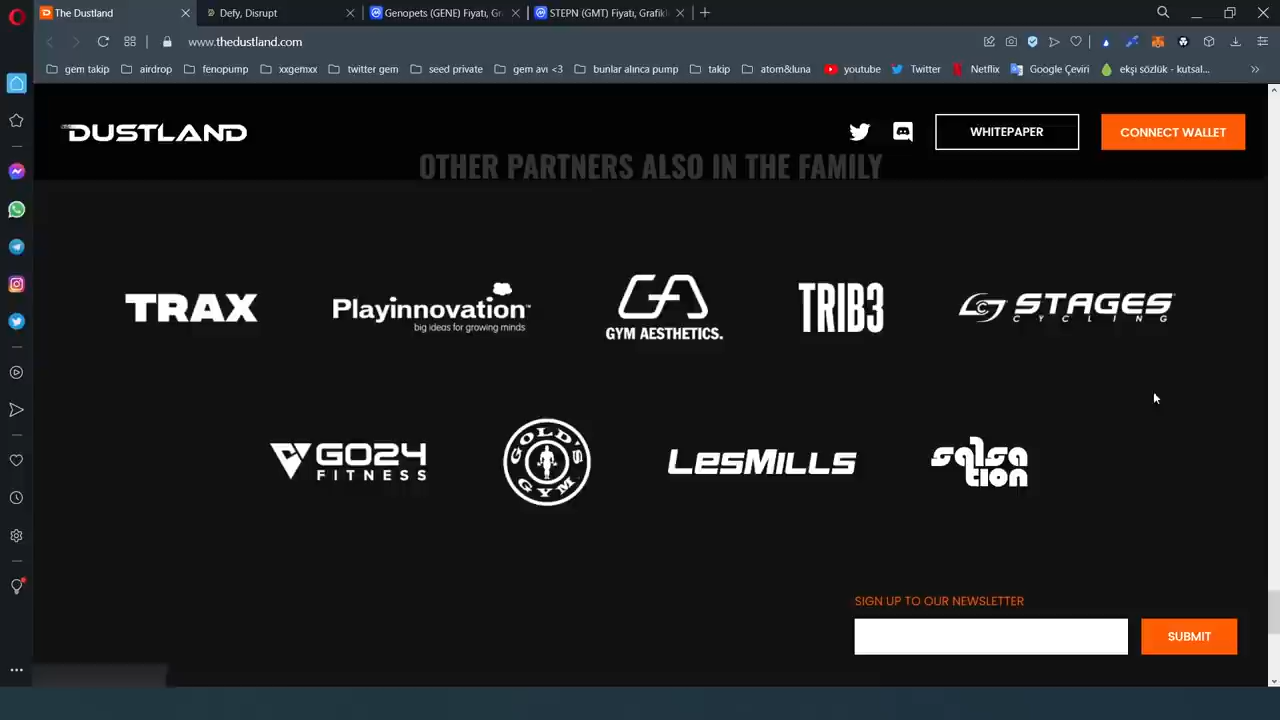 The Dustland
Defy, Disrupt
Genopets (GENE) Fiyatı, Gr
STEPN (GMT) Fiyatı, Grafikl
www.thedustland.com
gem takip
airdrop
fenopump
xxgemxx
twitter gem
seed private
gem avı <3
bunlar alınca pump
takip
atom&luna
youtube
Twitter
Netflix
Google Çeviri
ekşi sözlük - kutsal...
DUSTLAND
WHITEPAPER
CONNECT WALLET
OTHER PARTNERS ALSO IN THE FAMILY
TRAX
Playinnovation™
big ideas for growing minds
GYM AESTHETICS.
TRIB3
STAGES
CYCLING
GO24
FITNESS
GOLD'S
GYM
LESMILLS
salsa
tion
SIGN UP TO OUR NEWSLETTER
SUBMIT